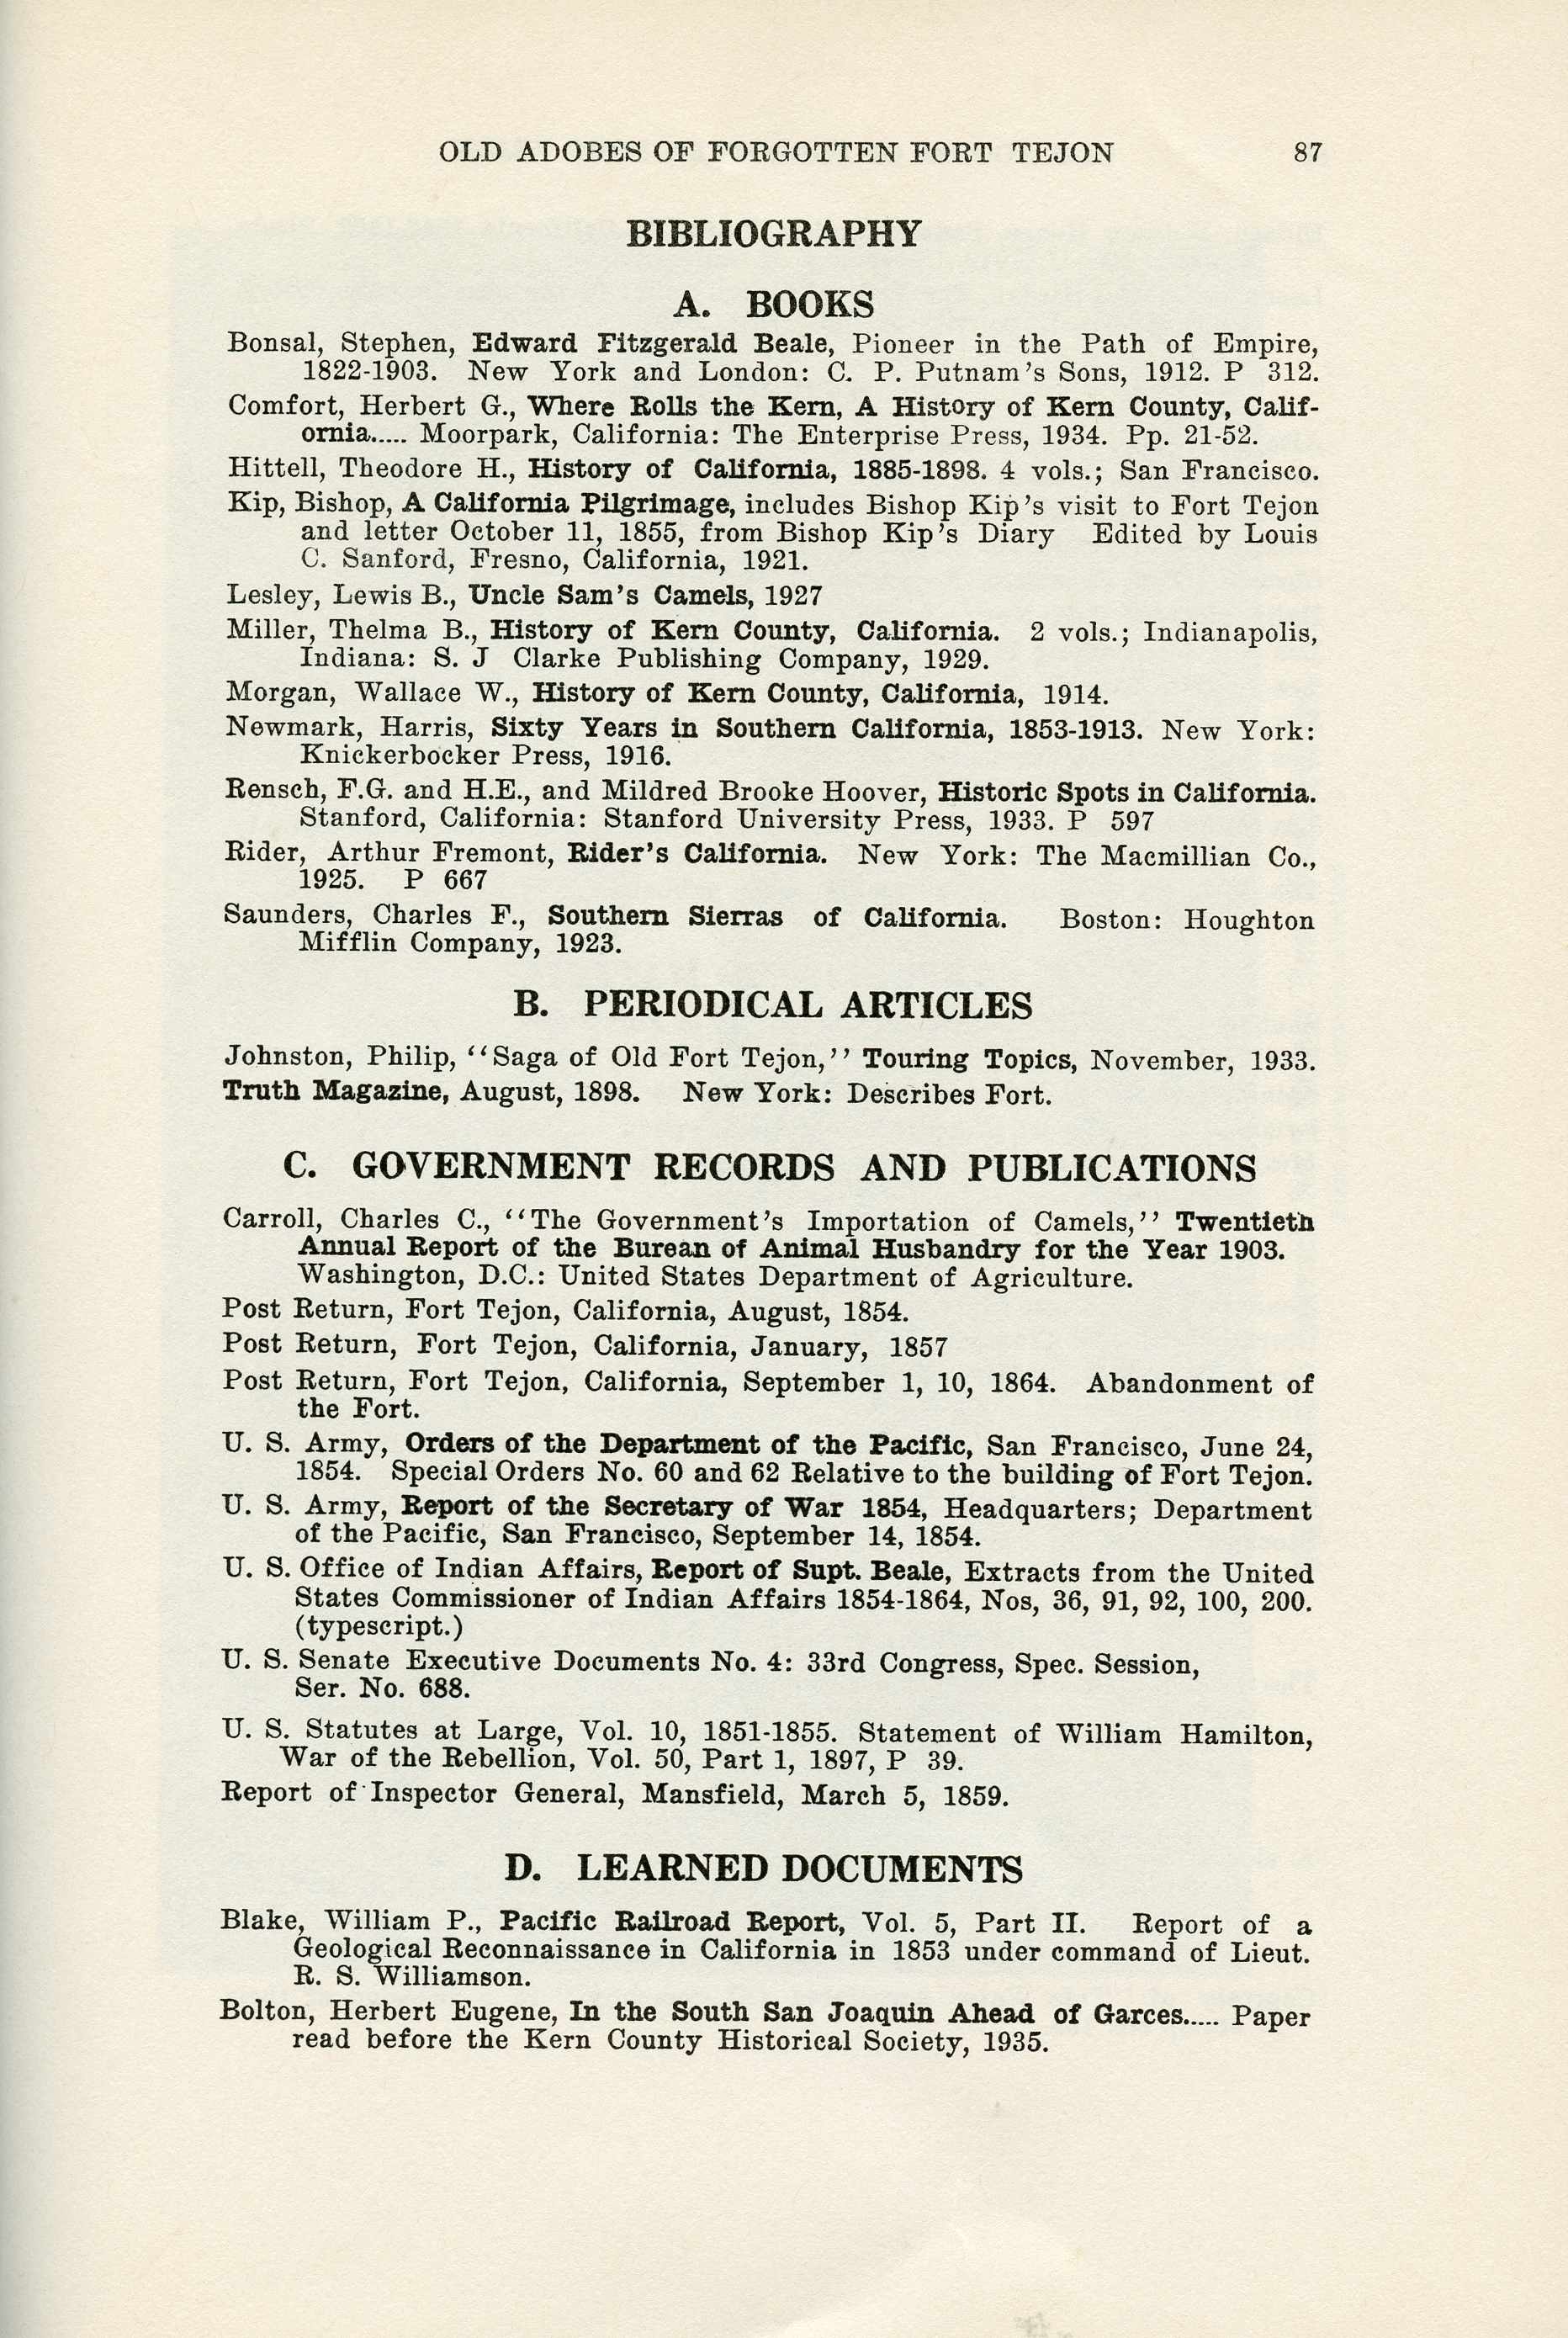 OLD ADOBES OF FORGOTTEN FORT TEJON 87
BIBLIOGRAPHY
A. BOOKS
Bonsal, Stephen, Edward Fitzgerald Beale, Pioneer in the Path of Empire,
1822-1903. New York and London: C. P. Putnam's Sons, 1912. P 312.
Comfort, Herbert G., Where Rolls the Kern, A History of Kern County, Calif-
ornia..... Moorpark, California: The Enterprise Press, 1934. Pp. 21-52.
Hittell, Theodore H., History of California, 1885-1898. 4 vols.; San Francisco.
Kip, Bishop, A California Pilgrimage, includes Bishop Kip's visit to Fort Tejon
and letter October 11, 1855, from Bishop Kip's Diary Edited by Louis
C. Sanford, Fresno, California, 1921.
Lesley, Lewis B., Uncle Sam's Camels, 1927
Miller, Thelma B., History of Kern County, California. 2 vols.; Indianapolis,
Indiana: S. J Clarke Publishing Company, 1929.
Morgan, Wallace W., History of Kern County, California, 1914.
Newmark, Harris, Sixty Years in Southern California, 1853-1913. New York:
Knickerbocker Press, 1916.
Rensch, F.G. and H.E., and Mildred Brooke Hoover, Historic Spots in California.
Stanford, California: Stanford University Press, 1933. P 597
Rider, Arthur Fremont, Rider's California. New York: The Macmillian Co.,
1925. P 667
Saunders, Charles F., Southern Sierras of California. Boston: Houghton
Mifflin Company, 1923.
B. PERIODICAL ARTICLES
Johnston, Philip, ''Saga of Old Fort Tejon,'' Touring Topics, November, 1933.
Truth Magazine, August, 1898. New York: Describes Fort.
C. GOVERNMENT RECORDS AND PUBLICATIONS
Carroll, Charles C., ''The Government's Importation of Camels,'' Twentieth
Annual Report of the Burean of Animal Husbandry for the Year 1903.
Washington, D.C.: United States Department of Agriculture.
Post Return, Fort Tejon, California, August, 1854.
Post Return, Fort Tejon, California, January, 1857
Post Return, Fort Tejon, California, September 1, 10, 1864. Abandonment of
the Fort.
U. S. Army, Orders of the Department of the Pacific, San Francisco, June 24,
1854. Special Orders No. 60 and 62 Relative to the building of Fort Tejon.
U. S. Army, Report of the Secretary of War 1854, Headquarters; Department
of the Pacific, San Francisco, September 14, 1854.
U. S. Office of Indian Affairs, Report of Supt. Beale, Extracts from the United
States Commissioner of Indian Affairs 1854-1864, Nos, 36, 91, 92, 100, 200.
(typescript.)
U. S. Senate Executive Documents No. 4: 33rd Congress, Spec. Session,
Ser. No. 688.
U. S. Statutes at Large, Vol. 10, 1851-1855. Statement of William Hamilton,
War of the Rebellion, Vol. 50, Part 1, 1897, P 39.
Report of Inspector General, Mansfield, March 5, 1859.
D. LEARNED DOCUMENTS
Blake, William P., Pacific Railroad Report, Vol. 5, Part II. Report of a
Geological Reconnaissance in California in 1853 under command of Lieut.
R. S. Williamson.
Bolton, Herbert Eugene, In the South San Joaquin Ahead of Garces..... Paper
read before the Kern County Historical Society, 1935.